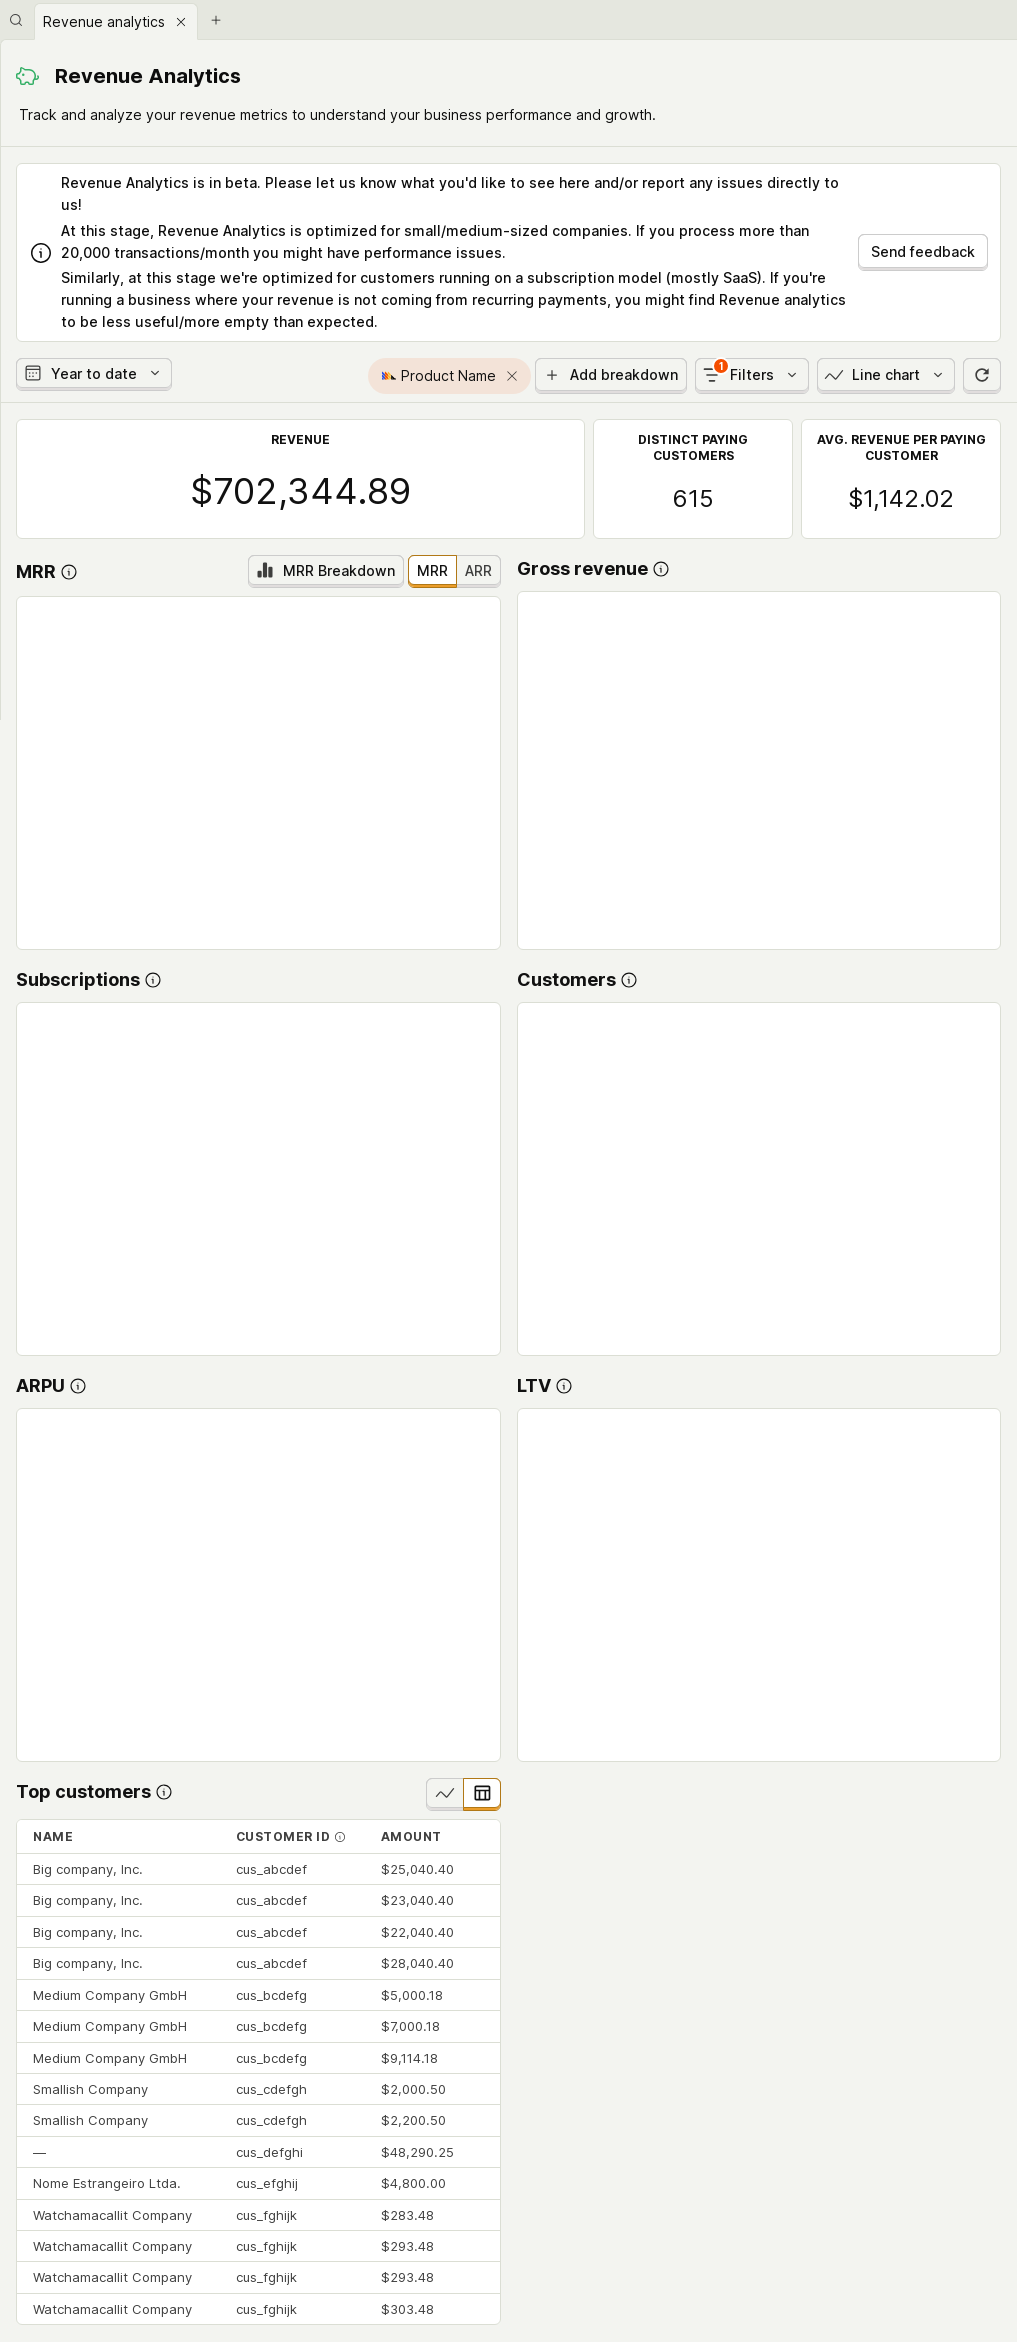 Revenue analytics
Revenue Analytics
Track and analyze your revenue metrics to understand your business performance and growth.
Revenue Analytics is in beta. Please let us know what you'd like to see here and/or report any issues directly to
us!
At this stage, Revenue Analytics is optimized for small/medium-sized companies. If you process more than
20,000 transactions/month you might have performance issues.
Similarly, at this stage we're optimized for customers running on a subscription model (mostly SaaS). If you're
running a business where your revenue is not coming from recurring payments, you might find Revenue analytics
to be less useful/more empty than expected.
Send feedback
Year to date
Product Name
Add breakdown
1
Filters
Line chart
REVENUE
$702,344.89
DISTINCT PAYING
CUSTOMERS
615
AVG. REVENUE PER PAYING
CUSTOMER
$1,142.02
MRR
MRR Breakdown
MRR
ARR
Gross revenue
Subscriptions
Customers
ARPU
LTV
Top customers
NAME CUSTOMER ID AMOUNT
Big company, Inc. cus_abcdef $25,040.40
Big company, Inc. cus_abcdef $23,040.40
Big company, Inc. cus_abcdef $22,040.40
Big company, Inc. cus_abcdef $28,040.40
Medium Company GmbH cus_bcdefg $5,000.18
Medium Company GmbH cus_bcdefg $7,000.18
Medium Company GmbH cus_bcdefg $9,114.18
Smallish Company cus_cdefgh $2,000.50
Smallish Company cus_cdefgh $2,200.50
— cus_defghi $48,290.25
Nome Estrangeiro Ltda. cus_efghij $4,800.00
Watchamacallit Company cus_fghijk $283.48
Watchamacallit Company cus_fghijk $293.48
Watchamacallit Company cus_fghijk $293.48
Watchamacallit Company cus_fghijk $303.48